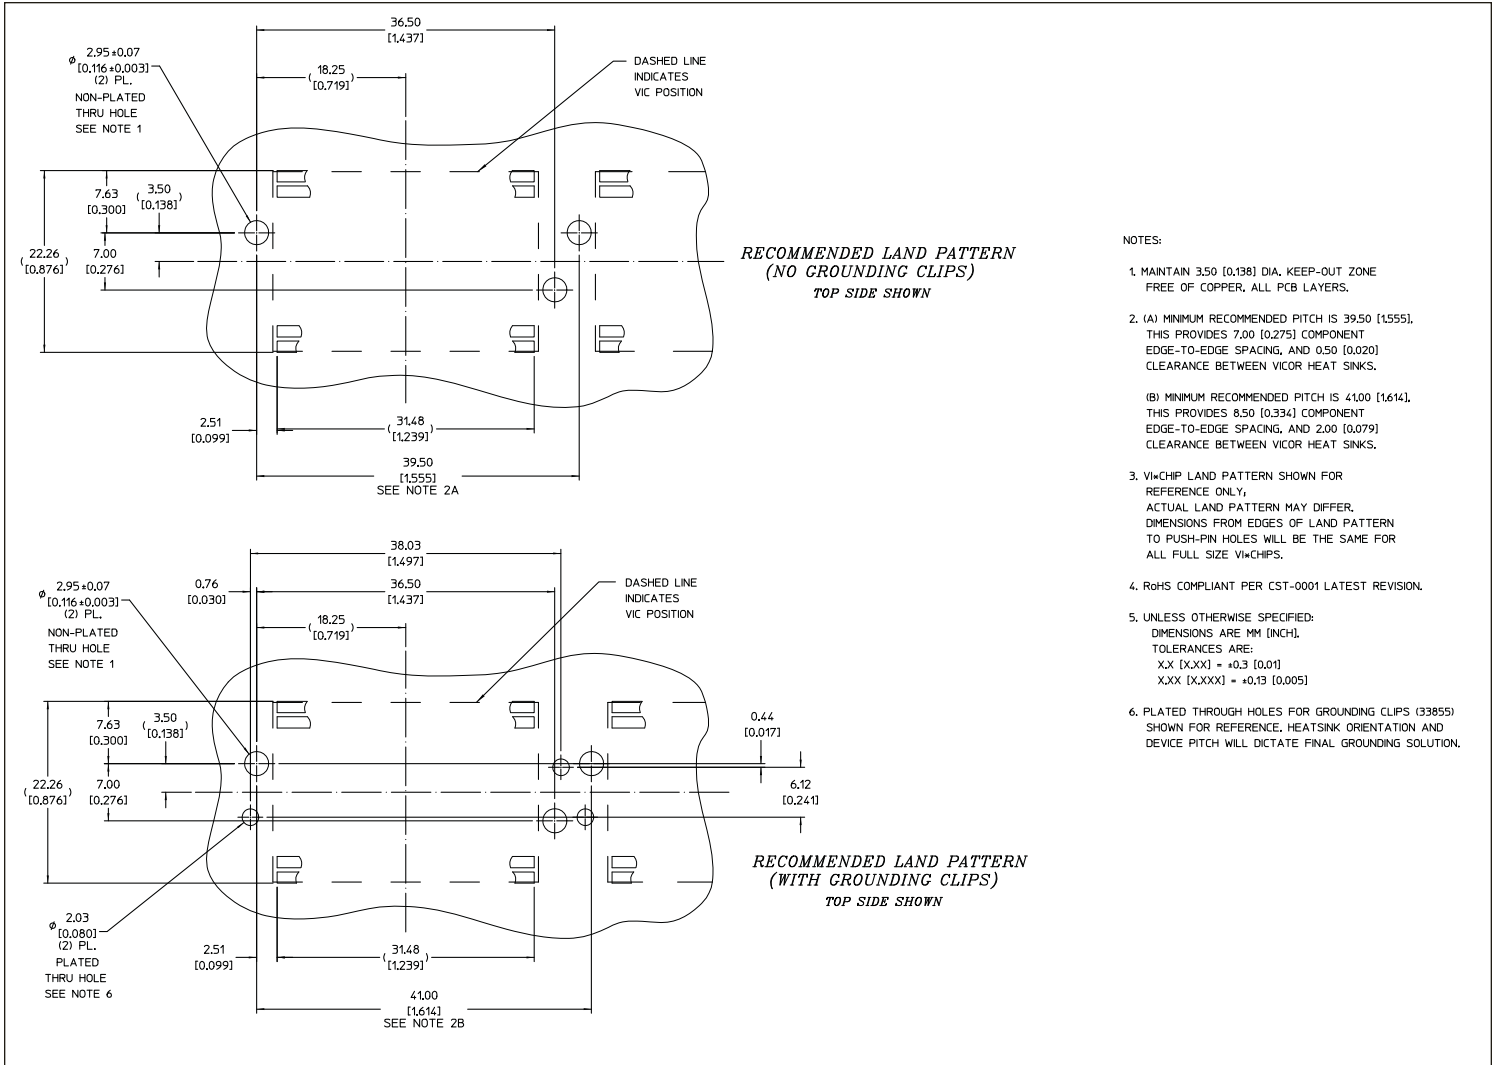 36.50
[1.437]
⌀ 2.95±0.07
[0.116±0.003]
(2) PL.
NON-PLATED
THRU HOLE
SEE NOTE 1
(18.25
[0.719])
DASHED LINE
INDICATES
VIC POSITION
7.63
[0.300]
(3.50
[0.138])
(22.26
[0.876])
7.00
[0.276]
RECOMMENDED LAND PATTERN
(NO GROUNDING CLIPS)
TOP SIDE SHOWN
2.51
[0.099]
(31.48
[1.239])
39.50
[1.555]
SEE NOTE 2A
38.03
[1.497]
⌀ 2.95±0.07
[0.116±0.003]
(2) PL.
NON-PLATED
THRU HOLE
SEE NOTE 1
0.76
[0.030]
36.50
[1.437]
(18.25
[0.719])
DASHED LINE
INDICATES
VIC POSITION
7.63
[0.300]
(3.50
[0.138])
0.44
[0.017]
(22.26
[0.876])
7.00
[0.276]
6.12
[0.241]
RECOMMENDED LAND PATTERN
(WITH GROUNDING CLIPS)
TOP SIDE SHOWN
⌀ 2.03
[0.080]
(2) PL.
PLATED
THRU HOLE
SEE NOTE 6
2.51
[0.099]
(31.48
[1.239])
41.00
[1.614]
SEE NOTE 2B
NOTES:
1. MAINTAIN 3.50 [0.138] DIA. KEEP-OUT ZONE
FREE OF COPPER, ALL PCB LAYERS.
2. (A) MINIMUM RECOMMENDED PITCH IS 39.50 [1.555],
THIS PROVIDES 7.00 [0.275] COMPONENT
EDGE-TO-EDGE SPACING, AND 0.50 [0.020]
CLEARANCE BETWEEN VICOR HEAT SINKS.
(B) MINIMUM RECOMMENDED PITCH IS 41.00 [1.614],
THIS PROVIDES 8.50 [0.334] COMPONENT
EDGE-TO-EDGE SPACING, AND 2.00 [0.079]
CLEARANCE BETWEEN VICOR HEAT SINKS.
3. VI*CHIP LAND PATTERN SHOWN FOR
REFERENCE ONLY;
ACTUAL LAND PATTERN MAY DIFFER.
DIMENSIONS FROM EDGES OF LAND PATTERN
TO PUSH-PIN HOLES WILL BE THE SAME FOR
ALL FULL SIZE VI*CHIPS.
4. RoHS COMPLIANT PER CST-0001 LATEST REVISION.
5. UNLESS OTHERWISE SPECIFIED:
DIMENSIONS ARE MM [INCH].
TOLERANCES ARE:
X.X [X.XX] = ±0.3 [0.01]
X.XX [X.XXX] = ±0.13 [0.005]
6. PLATED THROUGH HOLES FOR GROUNDING CLIPS (33855)
SHOWN FOR REFERENCE. HEATSINK ORIENTATION AND
DEVICE PITCH WILL DICTATE FINAL GROUNDING SOLUTION.